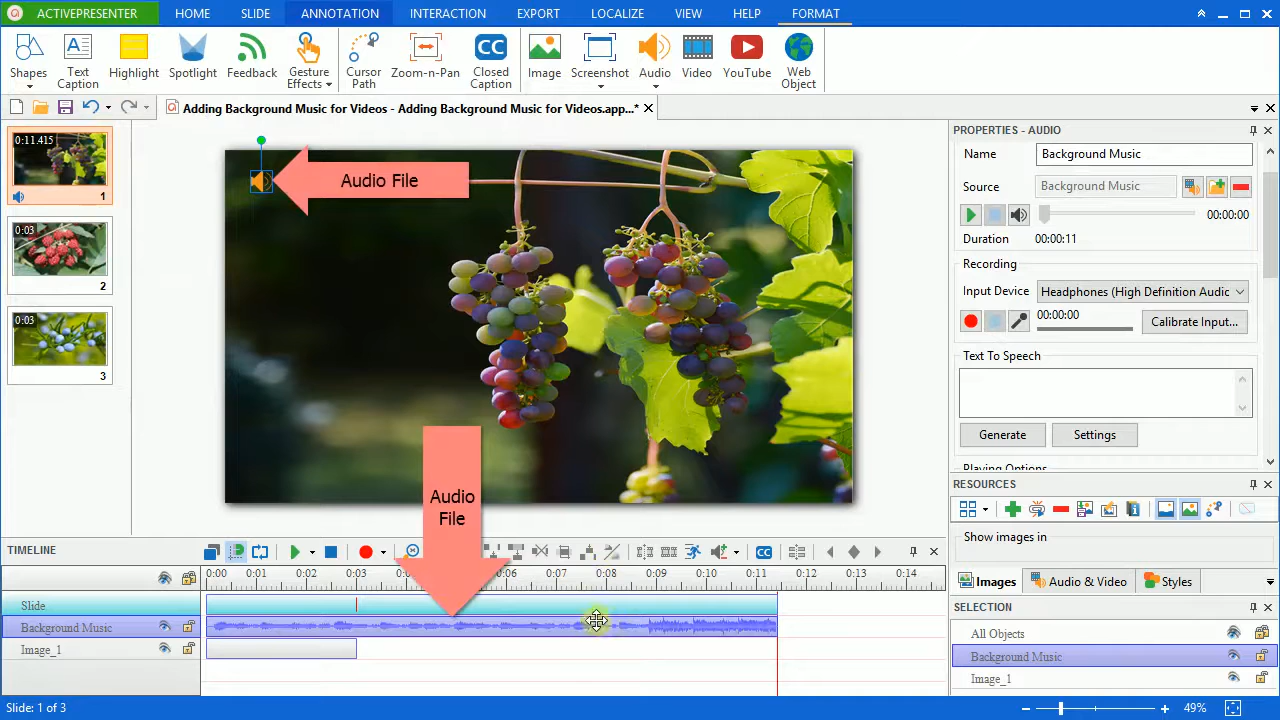 ACTIVEPRESENTER
HOME
SLIDE
ANNOTATION
INTERACTION
EXPORT
LOCALIZE
VIEW
HELP
FORMAT
Shapes
Text
Caption
Highlight
Spotlight
Feedback
Gesture
Effects
Cursor
Path
Zoom-n-Pan
CC
Closed
Caption
Image
Screenshot
Audio
Video
YouTube
Web
Object
Adding Background Music for Videos - Adding Background Music for Videos.app...*
0:11.415
1
0:03
2
0:03
3
Audio File
Audio
File
PROPERTIES - AUDIO
Name
Background Music
Source
Background Music
00:00:00
Duration
00:00:11
Recording
Input Device
Headphones (High Definition Audic
00:00:00
Calibrate Input...
Text To Speech
Generate
Settings
Playing Options
RESOURCES
Show images in
Images
Audio & Video
Styles
SELECTION
All Objects
Background Music
Image_1
TIMELINE
CC
0:00
0:01
0:02
0:03
0:06
0:07
0:08
0:09
0:10
0:11
0:12
0:13
0:14
Slide
Background Music
Image_1
Slide: 1 of 3
49%